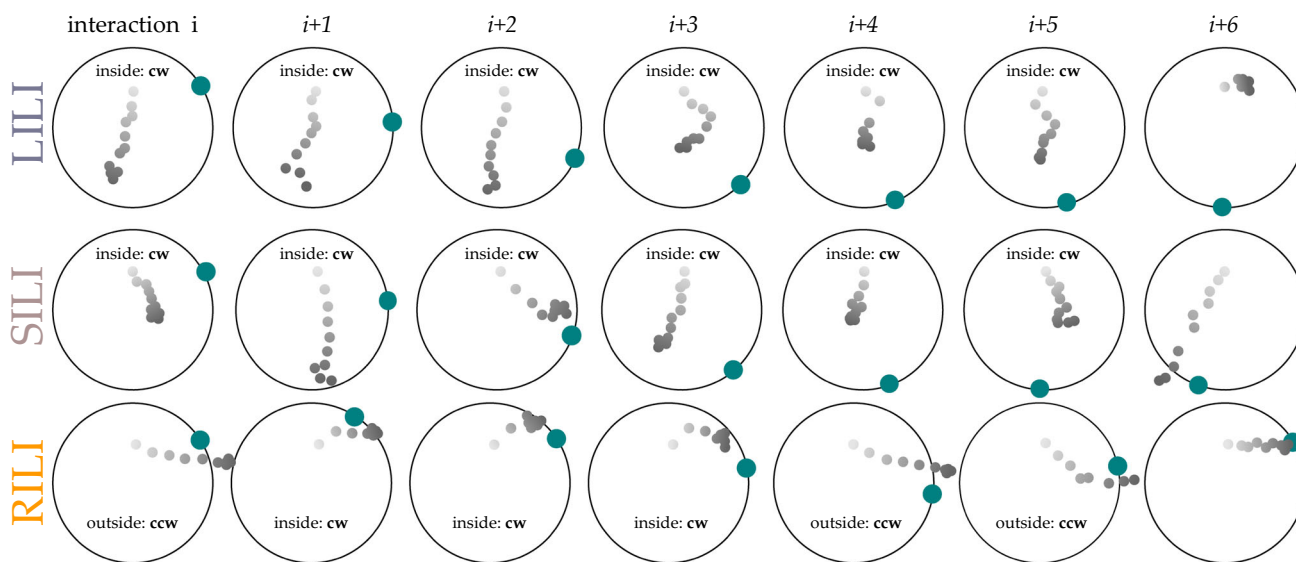 interaction i i+1 i+2 i+3 i+4 i+5 i+6
LILI
inside: cw inside: cw inside: cw inside: cw inside: cw inside: cw
SILI
inside: cw inside: cw inside: cw inside: cw inside: cw inside: cw
RILI
outside: ccw inside: cw inside: cw inside: cw outside: ccw outside: ccw